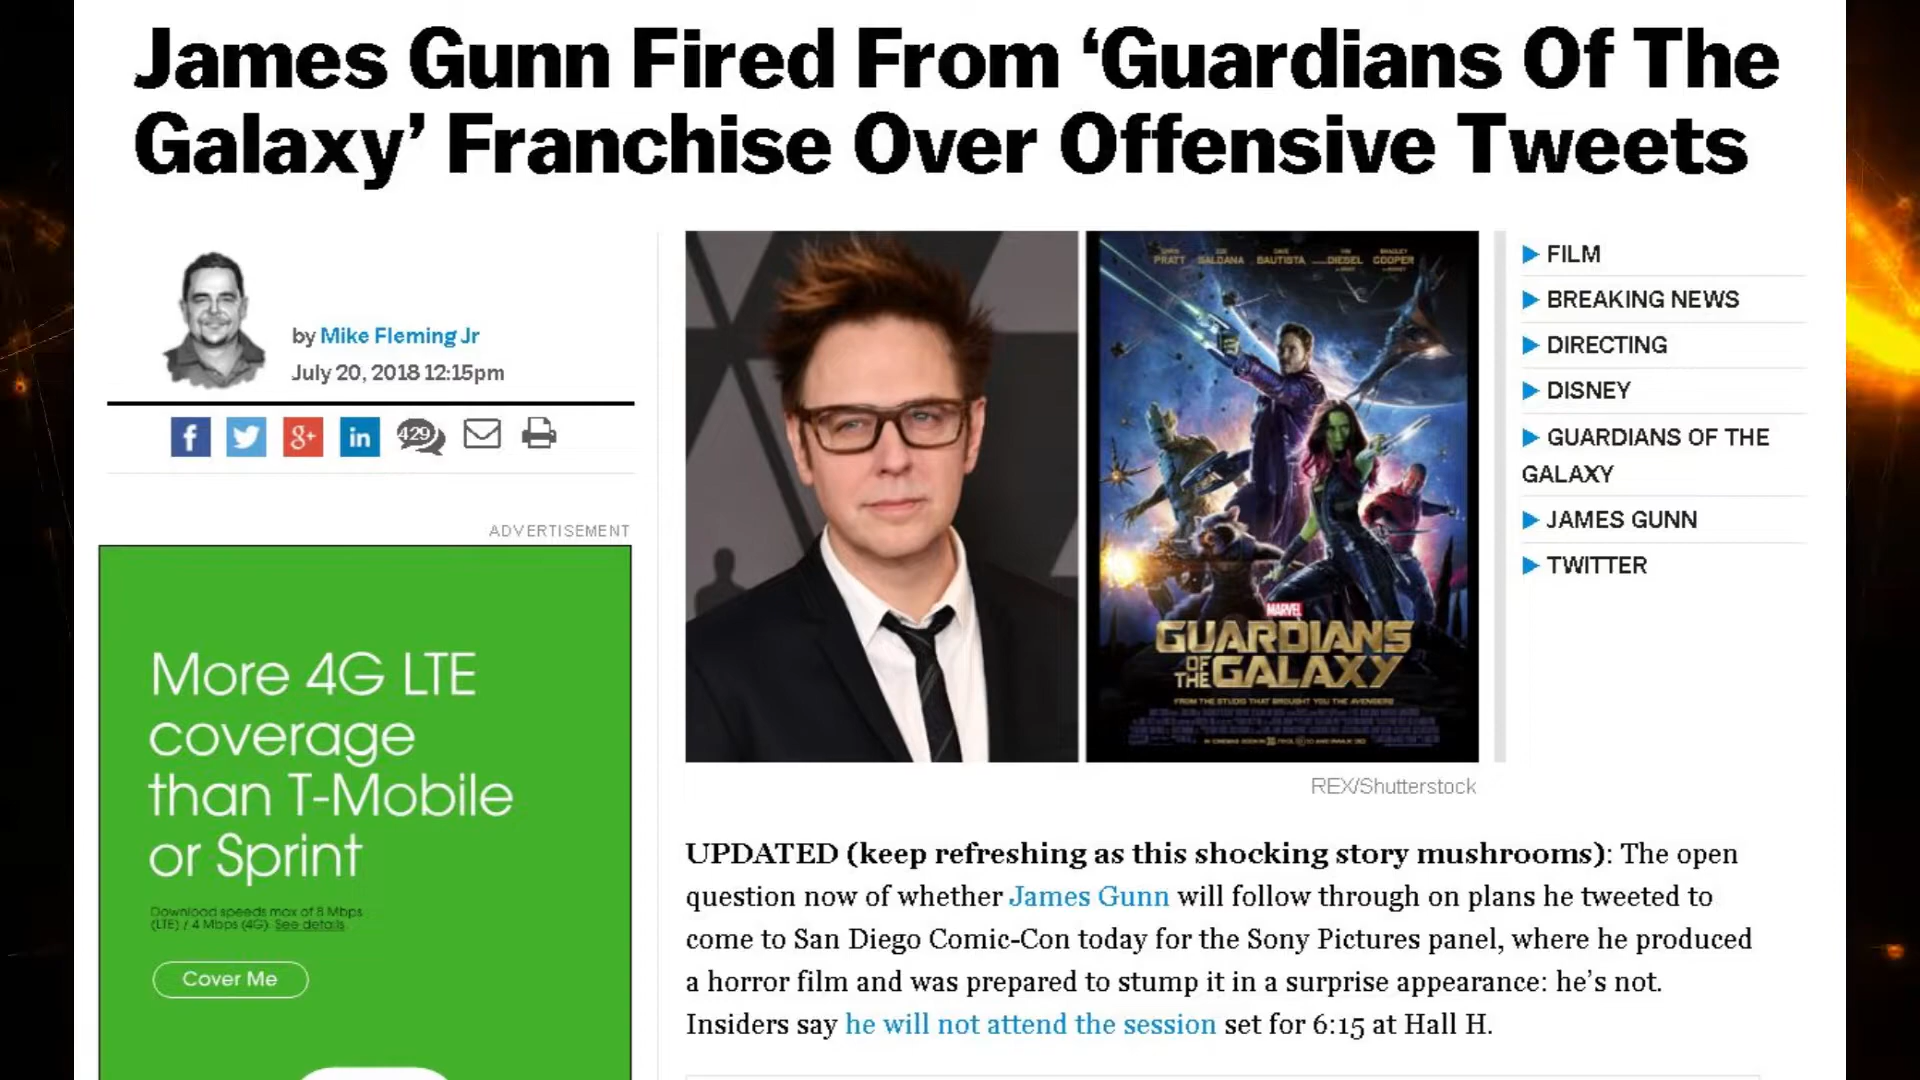 James Gunn Fired From ‘Guardians Of The
Galaxy’ Franchise Over Offensive Tweets
by Mike Fleming Jr
July 20, 2018 12:15pm
f
g+
in
429
ADVERTISEMENT
More 4G LTE
coverage
than T-Mobile
or Sprint
Download speeds max of 8 Mbps
(LTE) / 4 Mbps (4G). See details.
Cover Me
PRATT SALDANA BAUTISTA DIESEL COOPER
MARVEL
GUARDIANS
OF THE GALAXY
FROM THE STUDIO THAT BROUGHT YOU THE AVENGERS
REX/Shutterstock
FILM
BREAKING NEWS
DIRECTING
DISNEY
GUARDIANS OF THE
GALAXY
JAMES GUNN
TWITTER
UPDATED (keep refreshing as this shocking story mushrooms): The open
question now of whether James Gunn will follow through on plans he tweeted to
come to San Diego Comic-Con today for the Sony Pictures panel, where he produced
a horror film and was prepared to stump it in a surprise appearance: he’s not.
Insiders say he will not attend the session set for 6:15 at Hall H.